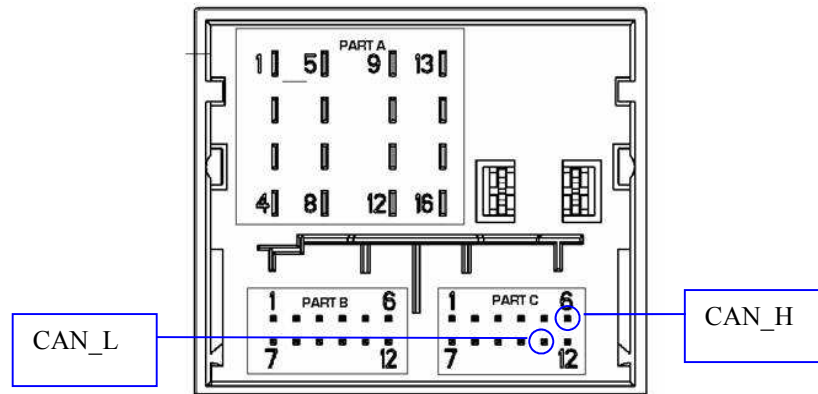 PART A
1 5 9 13
4 8 12 16
1 PART B 6
1 PART C 6
CAN_H
CAN_L
7 12
7 12